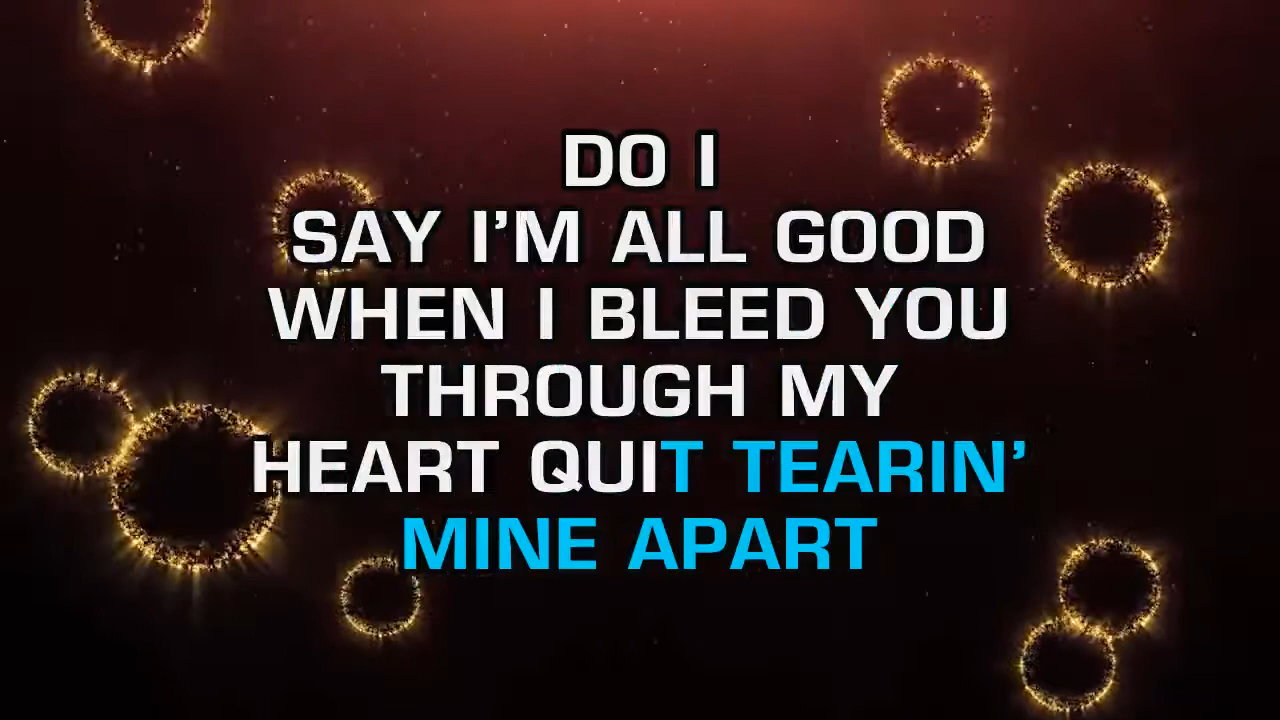 DO I
SAY I’M ALL GOOD
WHEN I BLEED YOU
THROUGH MY
HEART QUIT TEARIN’
MINE APART